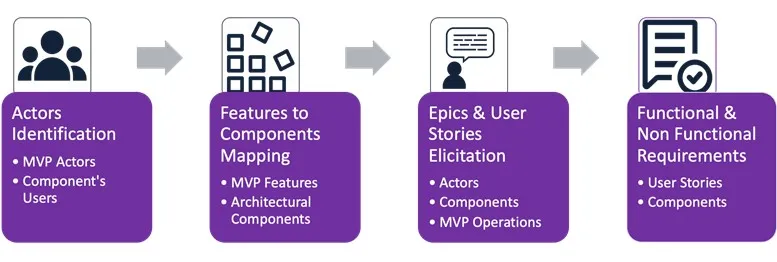 Actors
Identification
• MVP Actors
• Component's
Users
Features to
Components
Mapping
• MVP Features
• Architectural
Components
Epics & User
Stories
Elicitation
• Actors
• Components
• MVP Operations
Functional &
Non Functional
Requirements
• User Stories
• Components